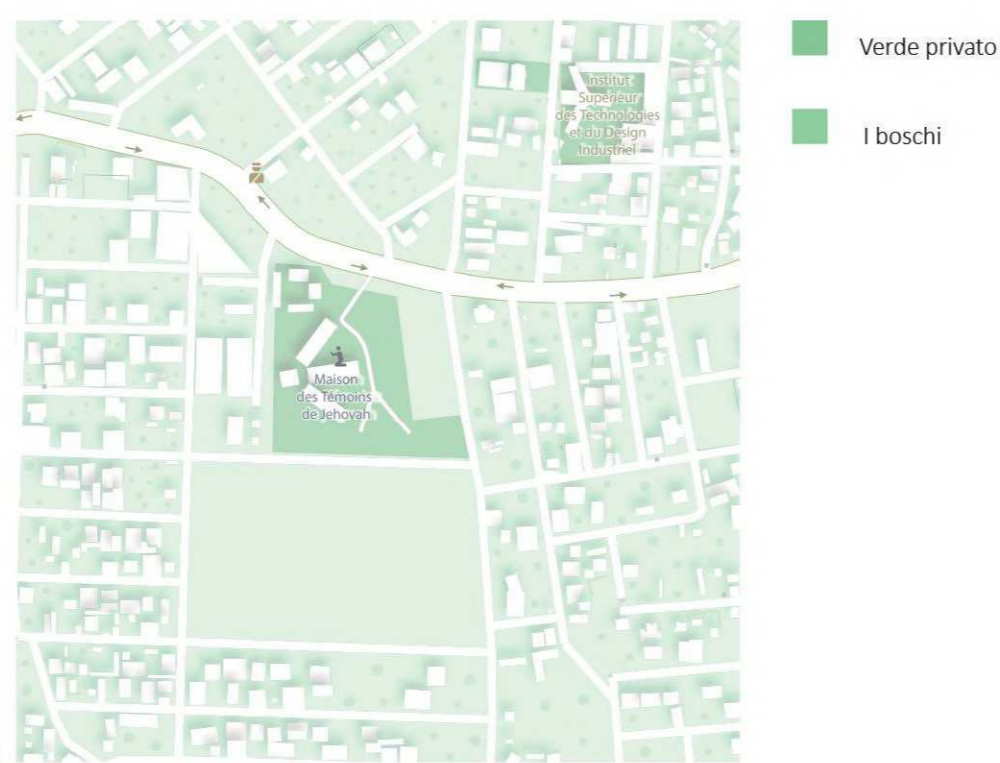 Verde privato
I boschi
Institut
Supérieur
des Technologies
et du Design
Industriel
Maison
des Témoins
de Jehovah